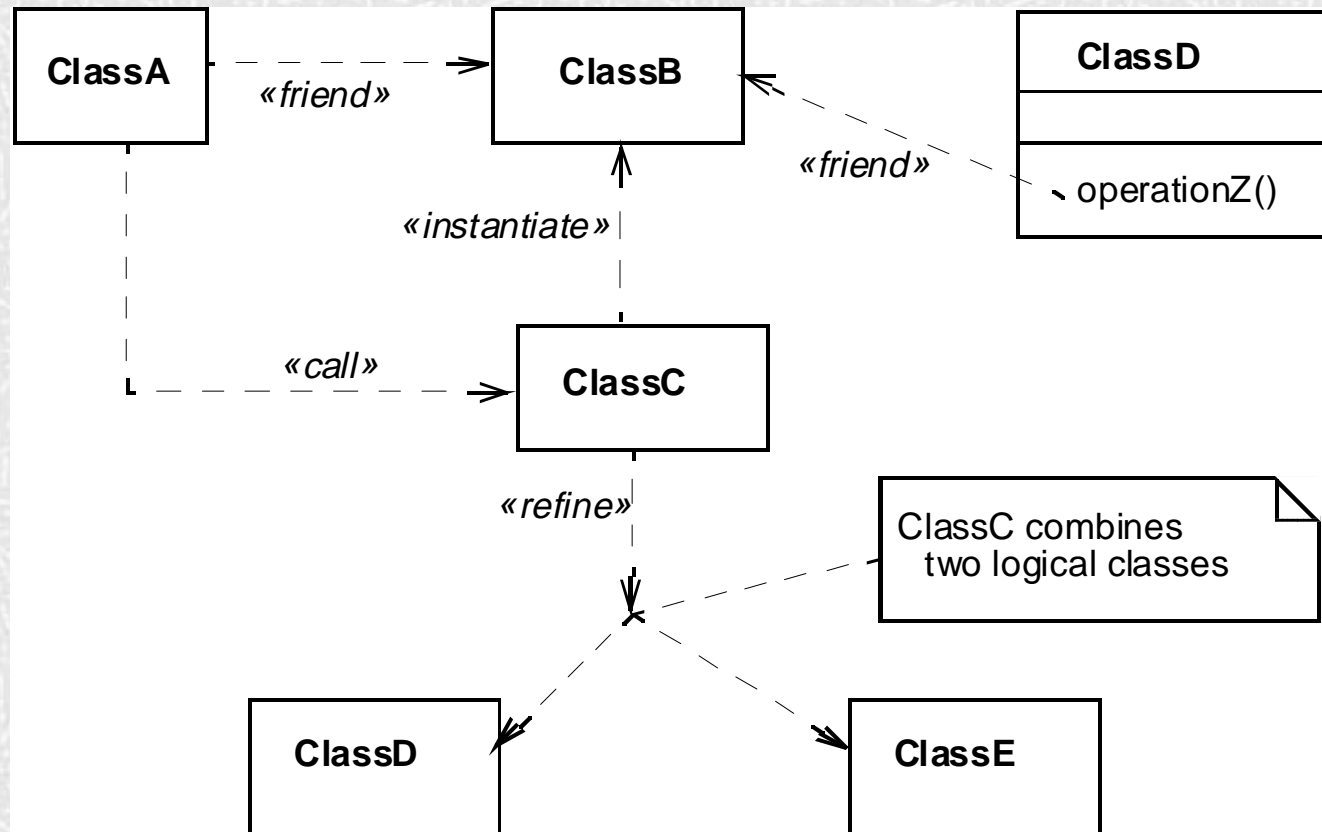 ClassA
«friend»
ClassB
ClassD
«friend»
operationZ()
«instantiate»
«call»
ClassC
«refine»
ClassC combines
two logical classes
ClassD
ClassE